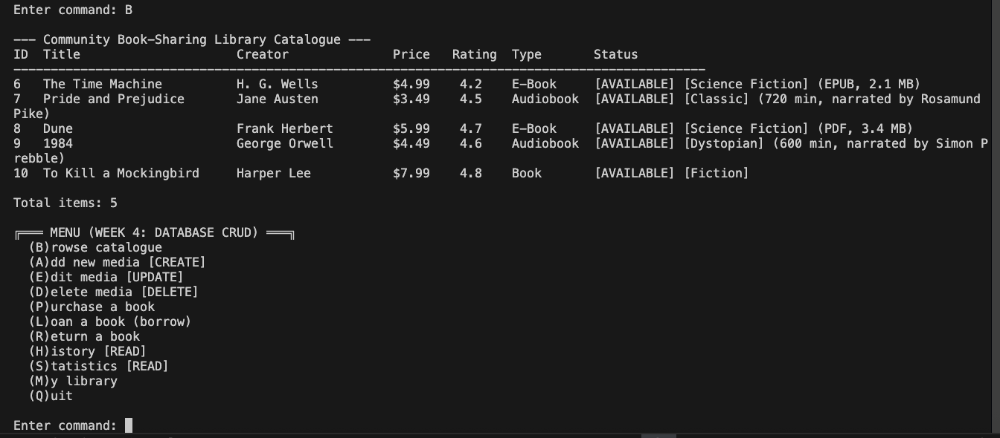 Enter command: B
--- Community Book-Sharing Library Catalogue ---
ID  Title                     Creator              Price   Rating  Type       Status
---------------------------------------------------------------------------------------------
6   The Time Machine          H. G. Wells          $4.99    4.2    E-Book     [AVAILABLE] [Science Fiction] (EPUB, 2.1 MB)
7   Pride and Prejudice       Jane Austen          $3.49    4.5    Audiobook  [AVAILABLE] [Classic] (720 min, narrated by Rosamund
Pike)
8   Dune                      Frank Herbert        $5.99    4.7    E-Book     [AVAILABLE] [Science Fiction] (PDF, 3.4 MB)
9   1984                      George Orwell        $4.49    4.6    Audiobook  [AVAILABLE] [Dystopian] (600 min, narrated by Simon P
rebble)
10  To Kill a Mockingbird     Harper Lee           $7.99    4.8    Book       [AVAILABLE] [Fiction]
Total items: 5
╔═══ MENU (WEEK 4: DATABASE CRUD) ═══╗
(B)rowse catalogue
(A)dd new media [CREATE]
(E)dit media [UPDATE]
(D)elete media [DELETE]
(P)urchase a book
(L)oan a book (borrow)
(R)eturn a book
(H)istory [READ]
(S)tatistics [READ]
(M)y library
(Q)uit
Enter command: